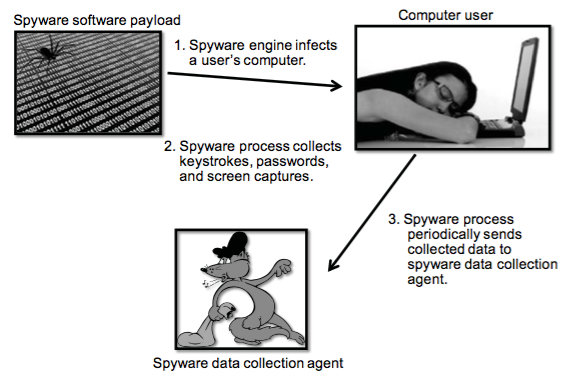 Spyware software payload
Computer user
1. Spyware engine infects
a user's computer.
2. Spyware process collects
keystrokes, passwords,
and screen captures.
3. Spyware process
periodically sends
collected data to
spyware data collection
agent.
Spyware data collection agent